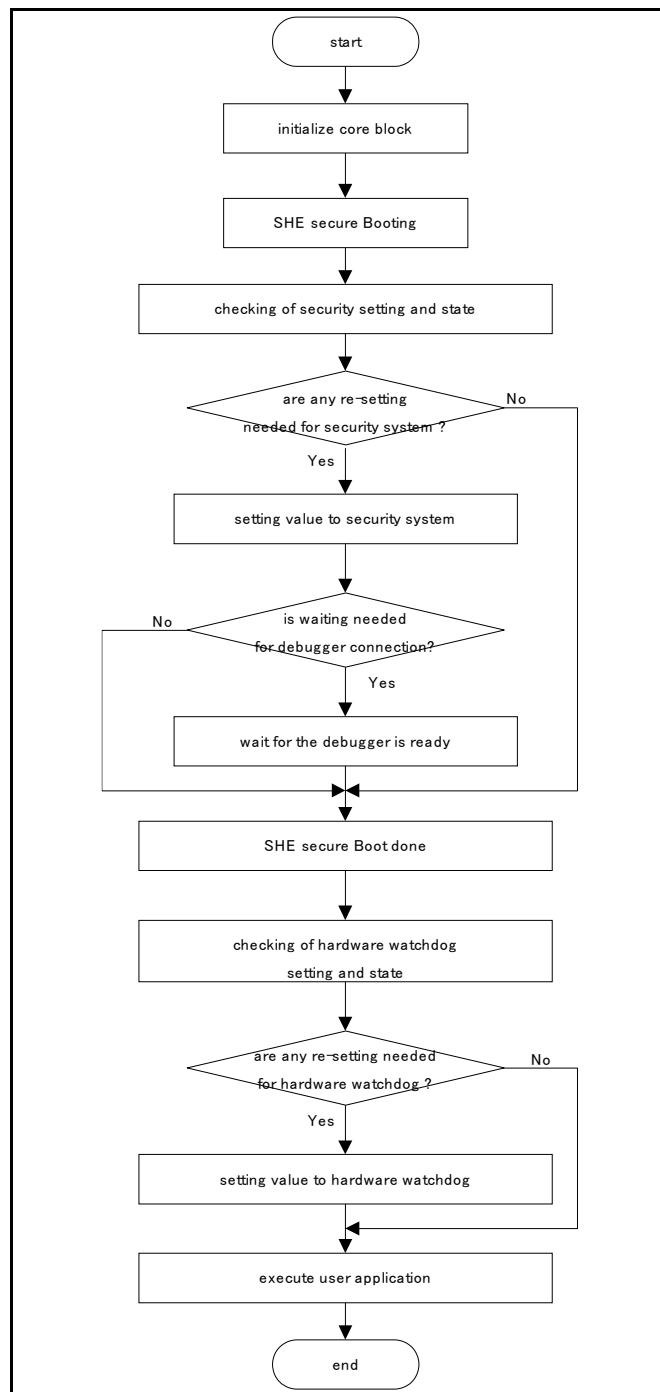 start
initialize core block
SHE secure Booting
checking of security setting and state
are any re-setting
needed for security system ?
No
Yes
setting value to security system
is waiting needed
for debugger connection?
No
Yes
wait for the debugger is ready
SHE secure Boot done
checking of hardware watchdog
setting and state
are any re-setting needed
for hardware watchdog ?
No
Yes
setting value to hardware watchdog
execute user application
end